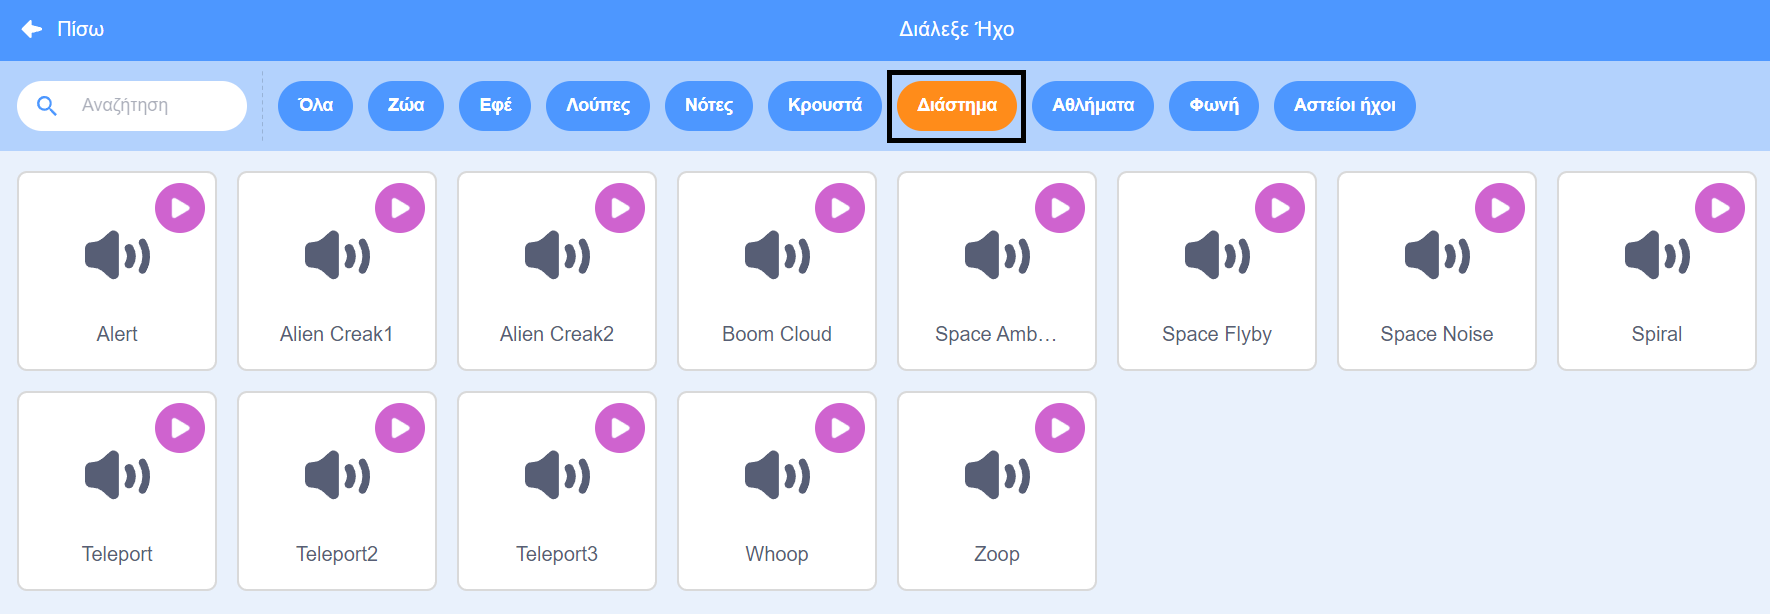 Πίσω
Διάλεξε Ήχο
Αναζήτηση
Όλα
Ζώα
Εφέ
Λούπες
Νότες
Κρουστά
Διάστημα
Αθλήματα
Φωνή
Αστείοι ήχοι
Alert
Alien Creak1
Alien Creak2
Boom Cloud
Space Amb…
Space Flyby
Space Noise
Spiral
Teleport
Teleport2
Teleport3
Whoop
Zoop